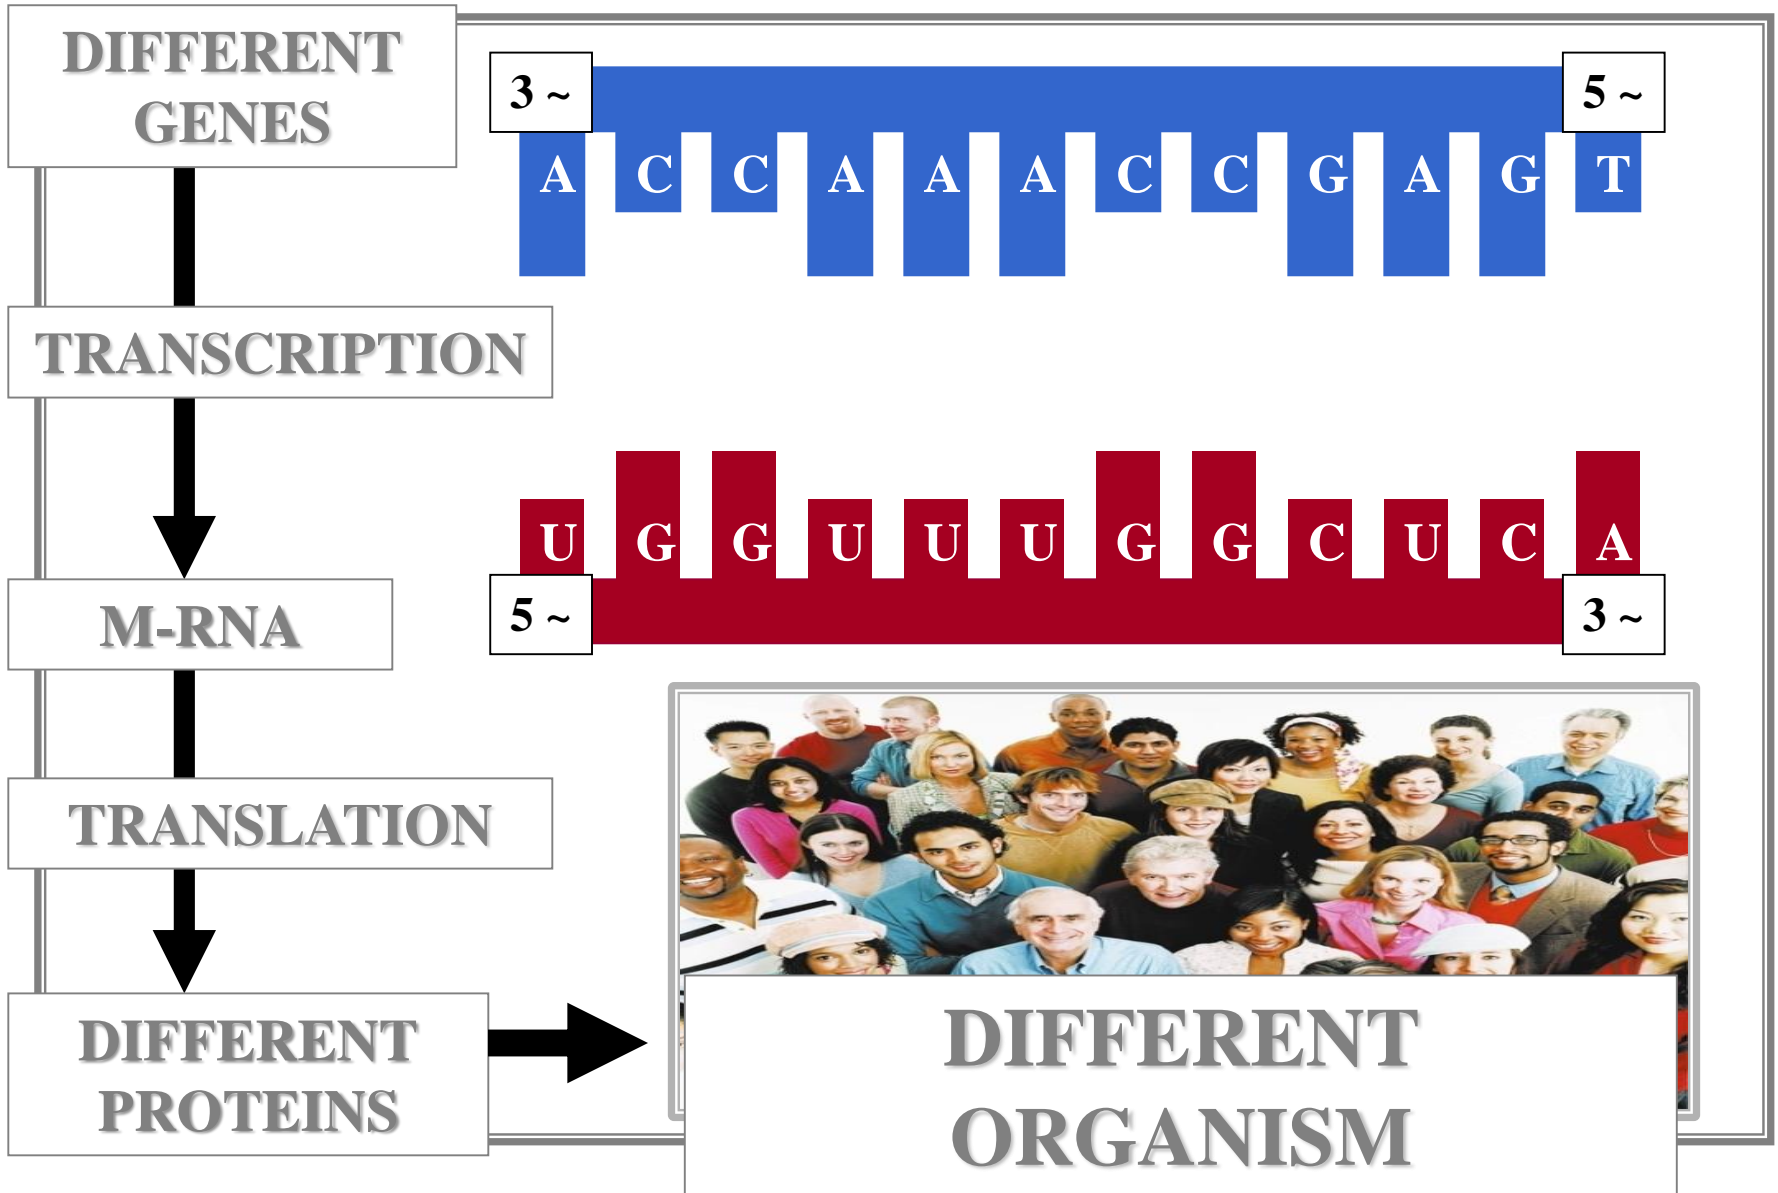 DIFFERENT
GENES
3 ~
5 ~
A C C A A A C C G A G T
TRANSCRIPTION
U G G U U U G G C U C A
M-RNA
5 ~
3 ~
TRANSLATION
DIFFERENT
PROTEINS
DIFFERENT
ORGANISM